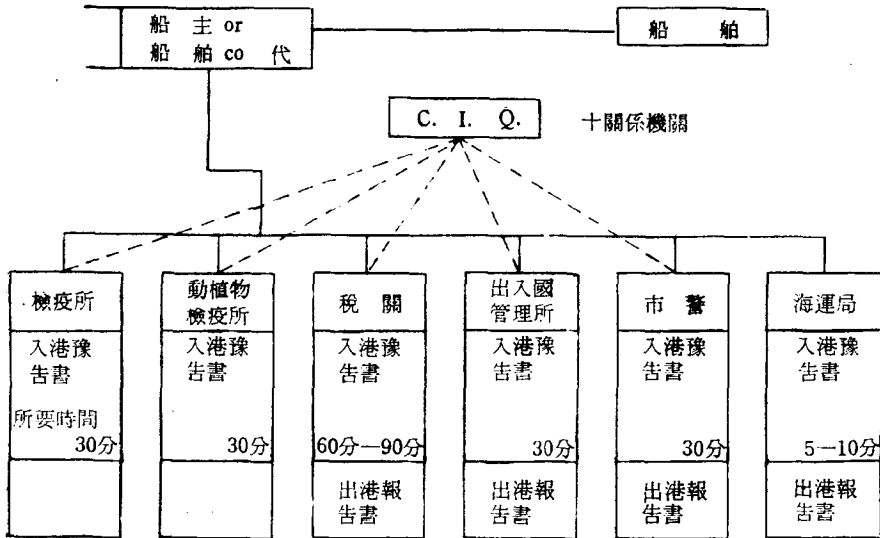 船 主 or
船 舶 co 代
船 舶
C. I. Q.
十關係機關
檢疫所
入港豫
告書
所要時間
30分
動植物
檢疫所
入港豫
告書
30分
税 關
入港豫
告書
60分—90分
出港報
告書
出入國
管理所
入港豫
告書
30分
出港報
告書
市 警
入港豫
告書
30分
出港報
告書
海運局
入港豫
告書
5—10分
出港報
告書